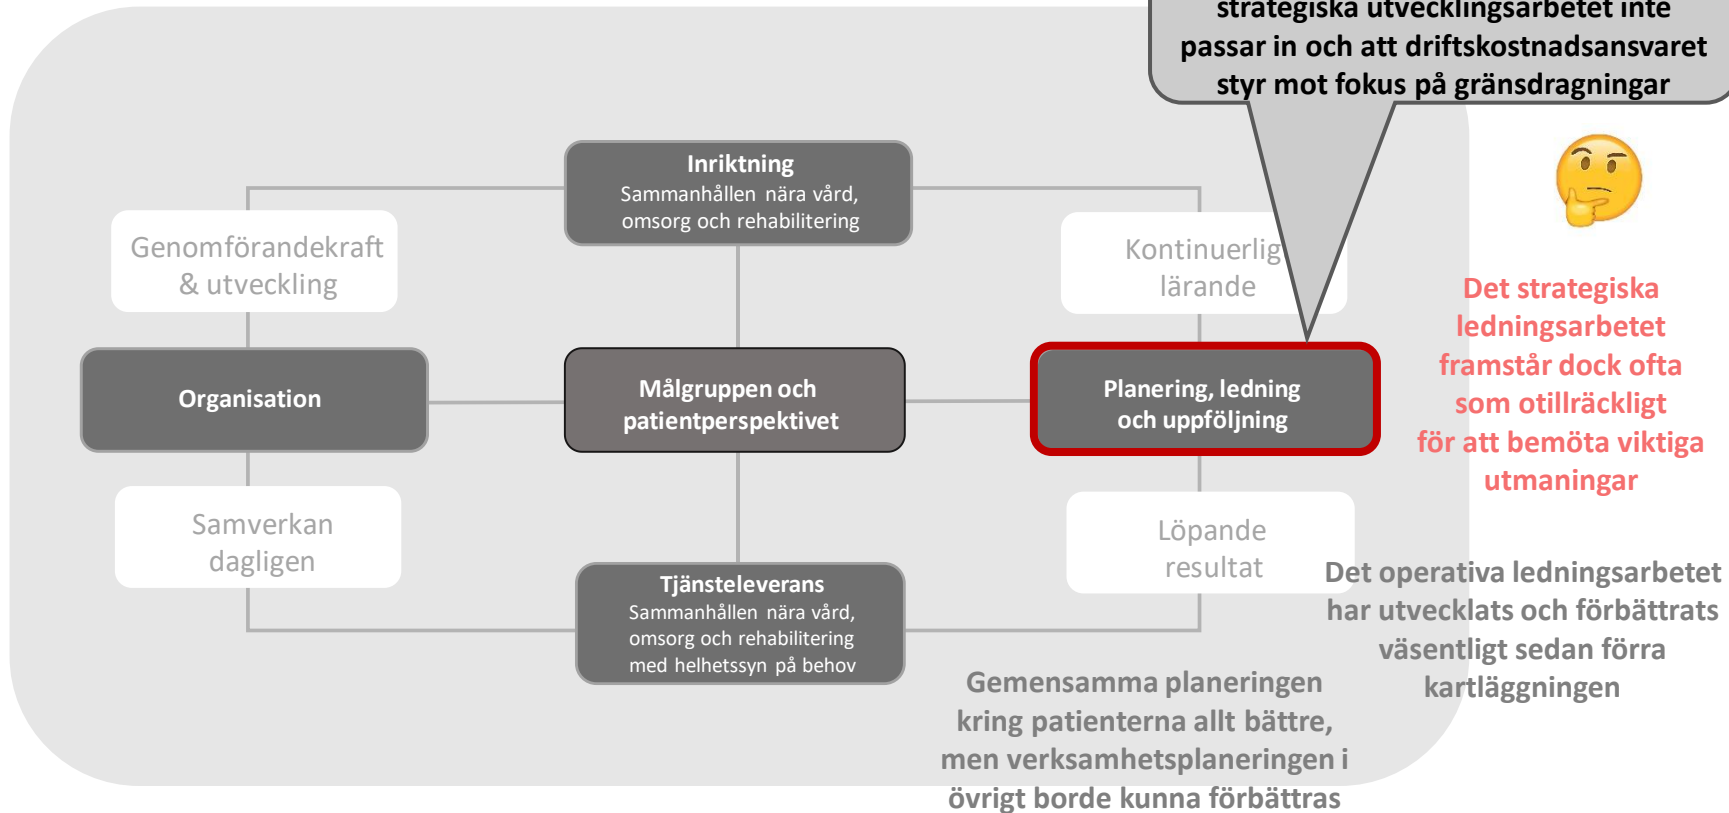 strategiska utvecklingsarbetet inte
passar in och att driftskostnadsansvaret
styr mot fokus på gränsdragningar
Inriktning
Sammanhållen nära vård,
omsorg och rehabilitering
Genomförandekraft
& utveckling
Kontinuerlig
lärande
Det strategiska
ledningsarbetet
framstår dock ofta
som otillräckligt
för att bemöta viktiga
utmaningar
Organisation
Målgruppen och
patientperspektivet
Planering, ledning
och uppföljning
Samverkan
dagligen
Löpande
resultat
Tjänsteleverans
Sammanhållen nära vård,
omsorg och rehabilitering
med helhetssyn på behov
Det operativa ledningsarbetet
har utvecklats och förbättrats
väsentligt sedan förra
kartläggningen
Gemensamma planeringen
kring patienterna allt bättre,
men verksamhetsplaneringen i
övrigt borde kunna förbättras